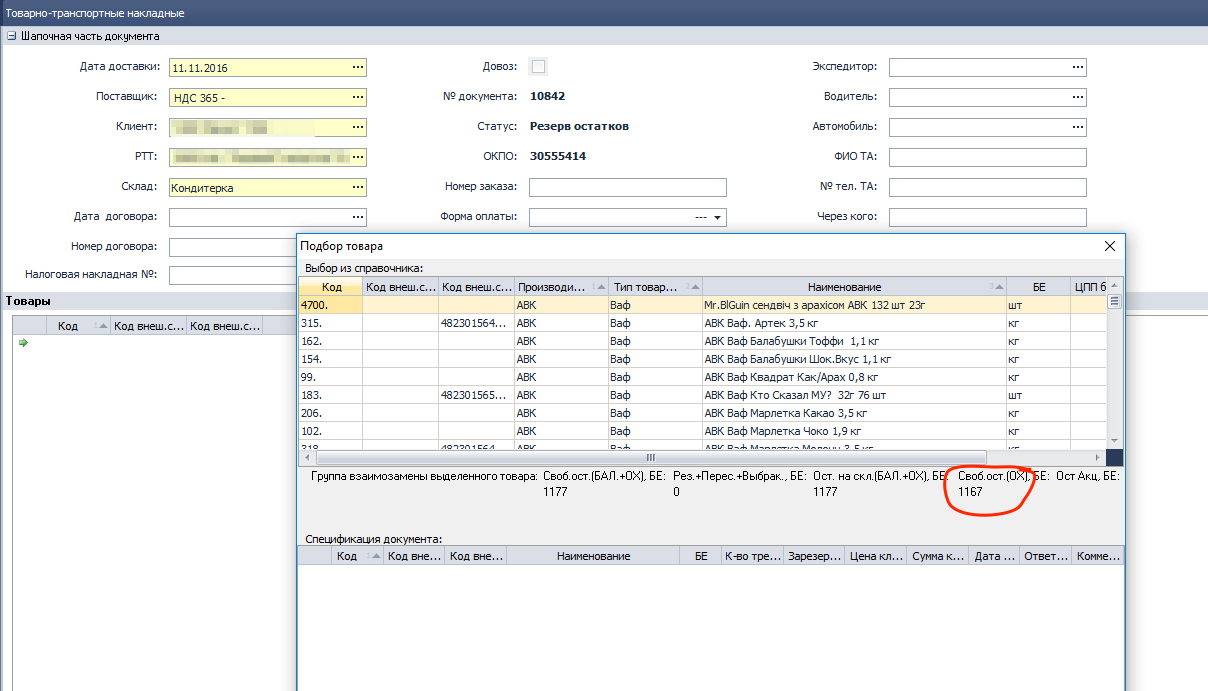 Товарно-транспортные накладные
Шапочная часть документа
Дата доставки: 11.11.2016 ... Довоз: Экспедитор: ...
Поставщик: НДС 365 - ... № документа: 10842 Водитель: ...
Клиент: ... Статус: Резерв остатков Автомобиль: ...
РТТ: ... ОКПО: 30555414 ФИО ТА:
Склад: Кондитерка ... Номер заказа: № тел. ТА:
Дата договора: ... Форма оплаты: --- Через кого:
Номер договора:
Налоговая накладная №:
Товары
Код 1 Код внеш.с... Код внеш.с...
Подбор товара
Выбор из справочника:
Код Код внеш.с... Код внеш.с... Производи... 1 Тип товар... 2 Наименование 3 БЕ ЦПП б
4700. АВК Ваф Mr.BlGuin сендвіч з арахісом АВК 132 шт 23г шт
315. 482301564... АВК Ваф АВК Ваф. Артек 3,5 кг кг
162. АВК Ваф АВК Ваф Балабушки Тоффи 1,1 кг кг
154. АВК Ваф АВК Ваф Балабушки Шок.Вкус 1,1 кг кг
99. АВК Ваф АВК Ваф Квадрат Как/Арах 0,8 кг кг
183. 482301565... АВК Ваф АВК Ваф Кто Сказал МУ? 32г 76 шт шт
206. АВК Ваф АВК Ваф Марлетка Какао 3,5 кг кг
102. АВК Ваф АВК Ваф Марлетка Чоко 1,9 кг кг
318. 482301564... АВК Ваф АВК Ваф Марлетка Молочн 3,5 кг кг
Группа взаимозамены выделенного товара: Своб.ост.(БАЛ.+ОХ), БЕ: Рез.+Перес.+Выбрак., БЕ: Ост. на скл.(БАЛ.+ОХ), БЕ: Своб.ост.(ОХ), БЕ: Ост Акц, БЕ:
1177 0 1177 1167
Спецификация документа:
Код 1 Код вне... Код вне... Наименование БЕ К-во тре... Зарезер... Цена кл... Сумма к... Дата ... Ответ... Комме...